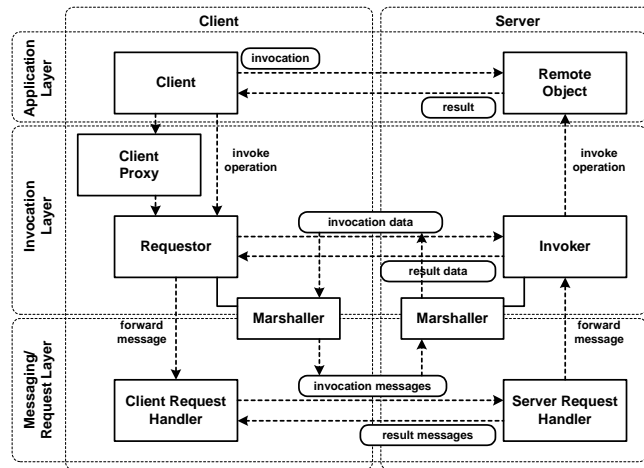 Client
Server
Application
Layer
Client
invocation
result
Remote
Object
Invocation
Layer
Client
Proxy
invoke
operation
invoke
operation
Requestor
invocation data
result data
Invoker
Marshaller
Marshaller
Messaging/
Request Layer
forward
message
forward
message
Client Request
Handler
invocation messages
result messages
Server Request
Handler